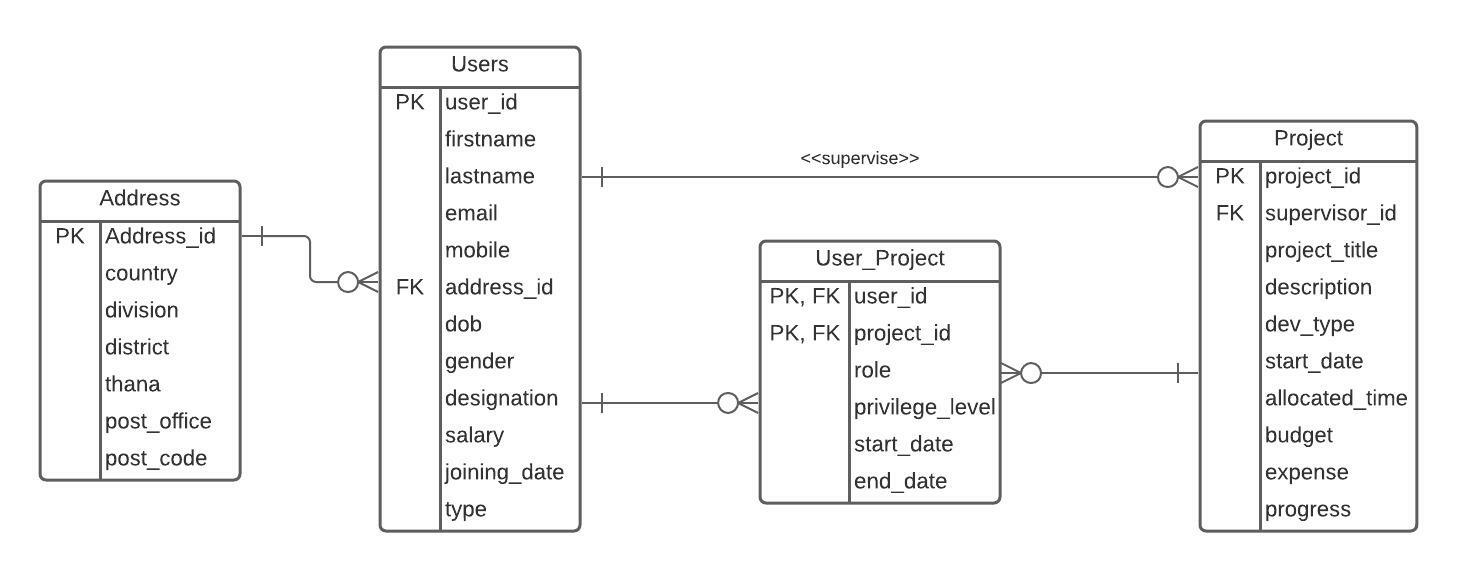 Users
PK user_id
firstname
lastname
email
mobile
FK address_id
dob
gender
designation
salary
joining_date
type
<<supervise>>
Project
PK project_id
FK supervisor_id
project_title
description
dev_type
start_date
allocated_time
budget
expense
progress
Address
PK Address_id
country
division
district
thana
post_office
post_code
User_Project
PK, FK user_id
PK, FK project_id
role
privilege_level
start_date
end_date